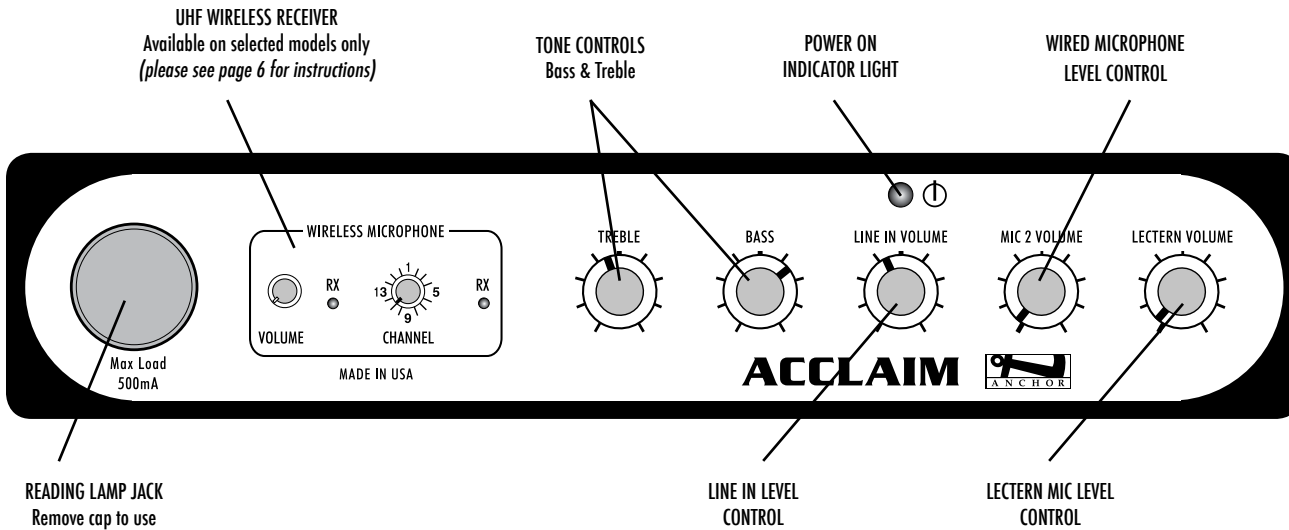 UHF WIRELESS RECEIVER
Available on selected models only
(please see page 6 for instructions)
TONE CONTROLS
Bass & Treble
POWER ON
INDICATOR LIGHT
WIRED MICROPHONE
LEVEL CONTROL
WIRELESS MICROPHONE
RX
1
13
5
9
RX
VOLUME
CHANNEL
TREBLE
BASS
LINE IN VOLUME
MIC 2 VOLUME
LECTERN VOLUME
Max Load
500mA
MADE IN USA
ACCLAIM
ANCHOR
READING LAMP JACK
Remove cap to use
LINE IN LEVEL
CONTROL
LECTERN MIC LEVEL
CONTROL